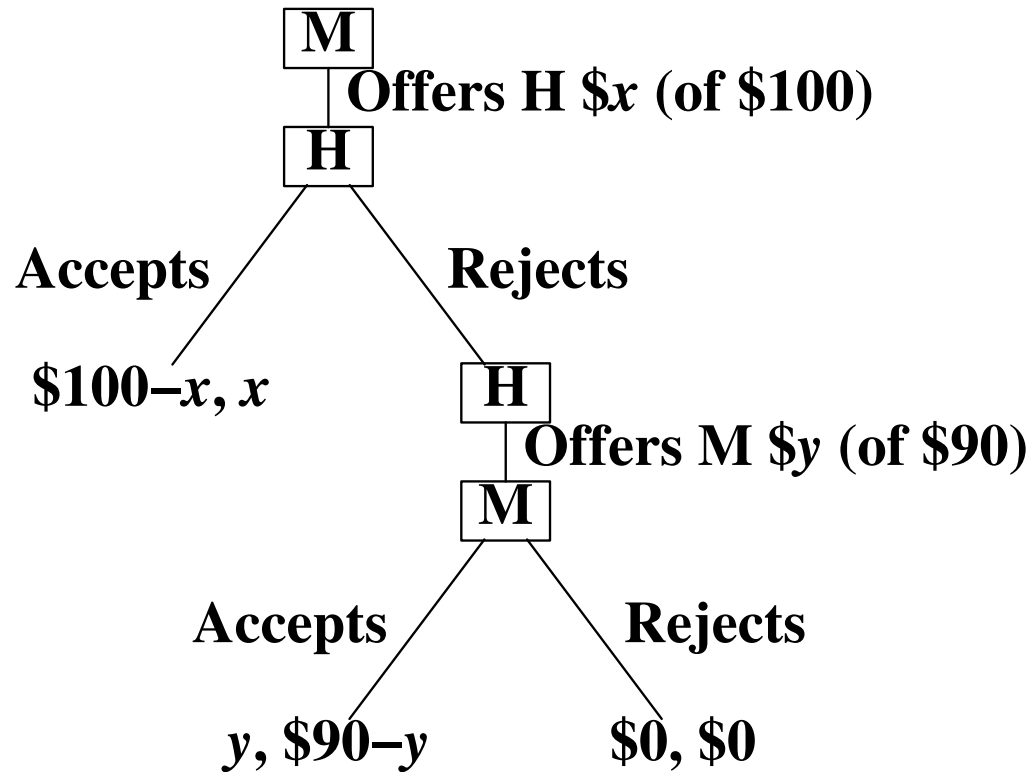 M
Offers H $x (of $100)
H
Accepts Rejects
$100–x, x
H
Offers M $y (of $90)
M
Accepts Rejects
y, $90–y $0, $0